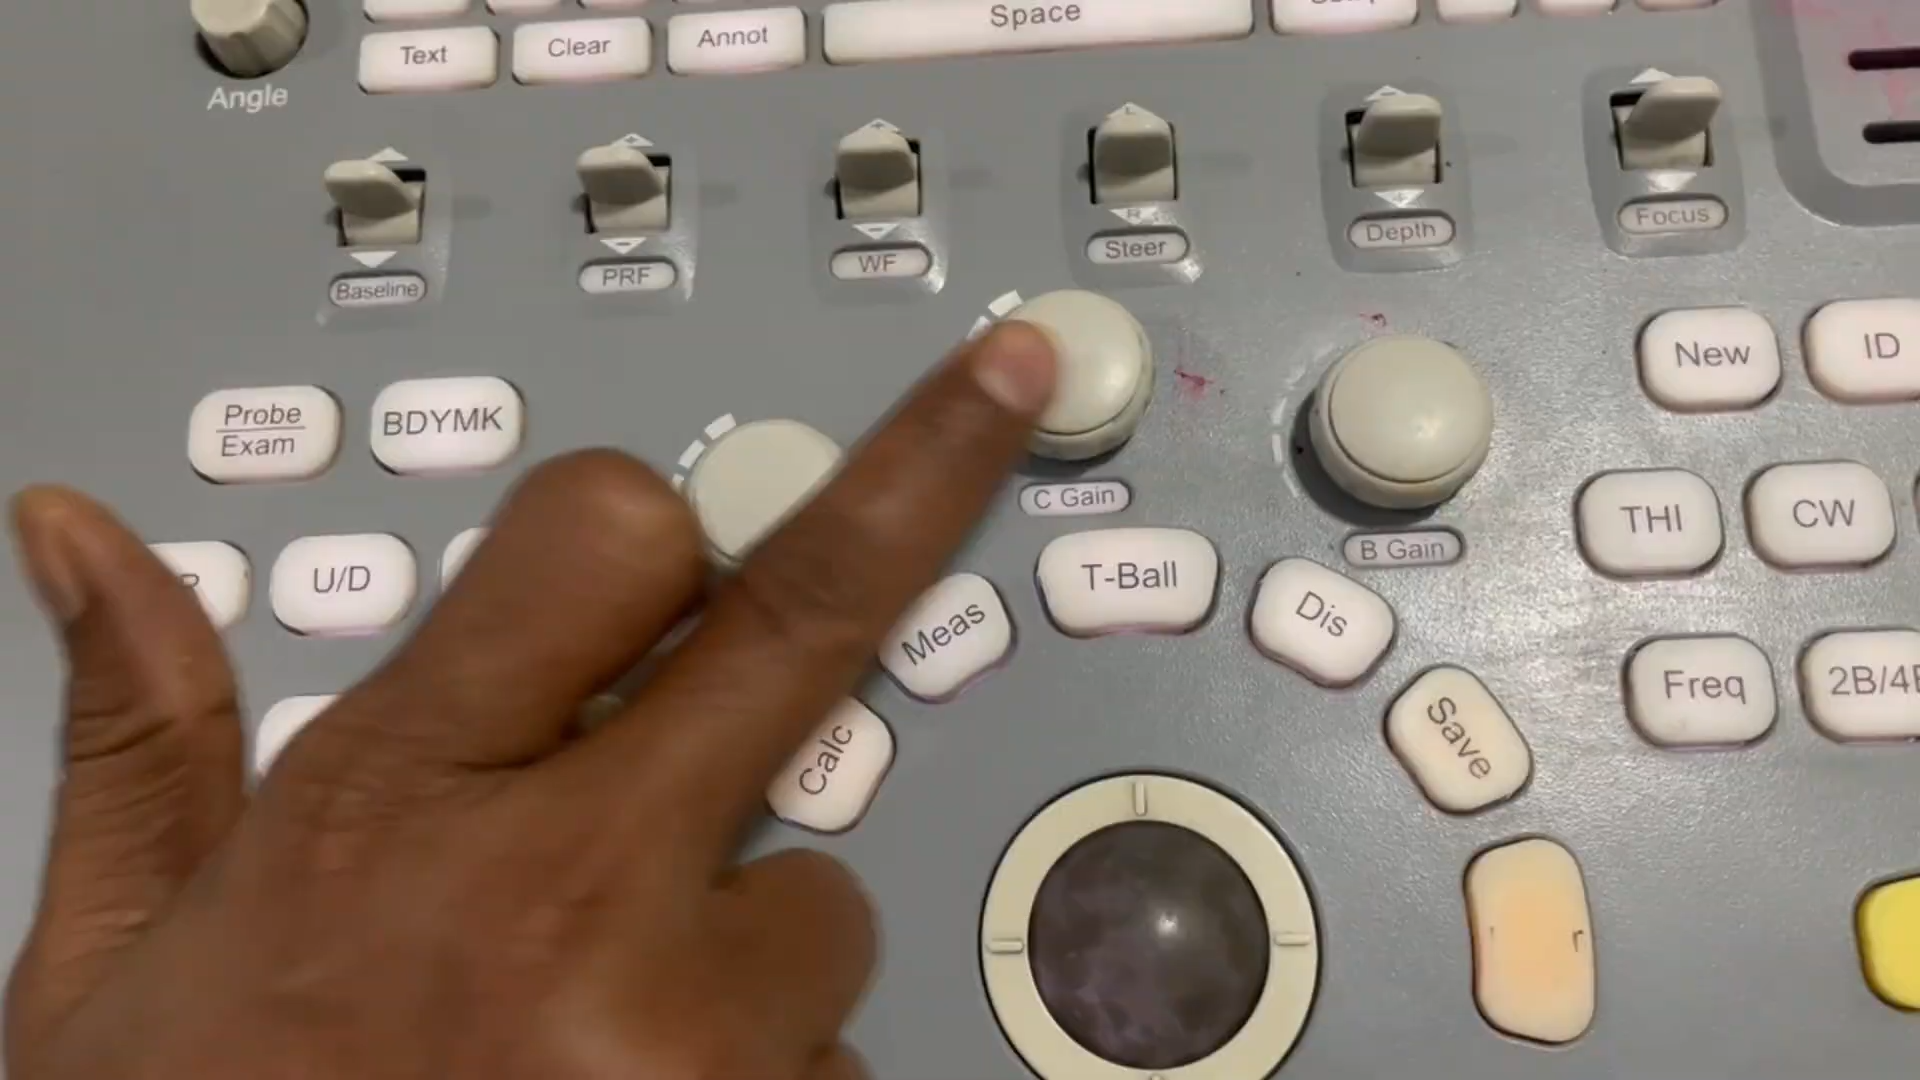 Space
Text
Clear
Annot
Angle
L
R
Baseline
PRF
WF
Steer
Depth
Focus
New
ID
Probe
Exam
BDYMK
C Gain
B Gain
THI
CW
U/D
T-Ball
Meas
Dis
Save
Calc
Freq